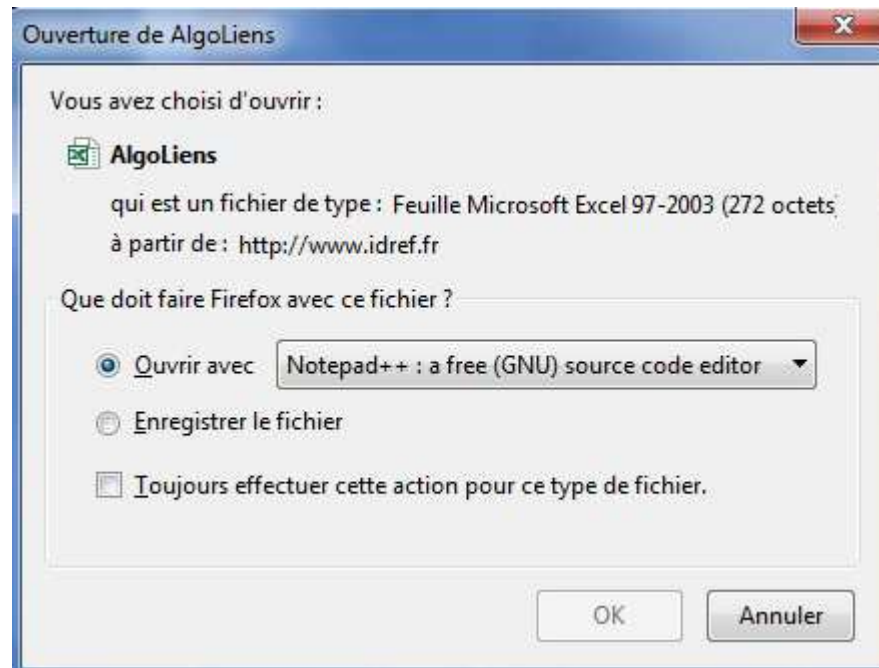 Ouverture de AlgoLiens
Vous avez choisi d'ouvrir :
AlgoLiens
qui est un fichier de type : Feuille Microsoft Excel 97-2003 (272 octets
à partir de : http://www.idref.fr
Que doit faire Firefox avec ce fichier ?
Ouvrir avec Notepad++ : a free (GNU) source code editor
Enregistrer le fichier
Toujours effectuer cette action pour ce type de fichier.
OK Annuler